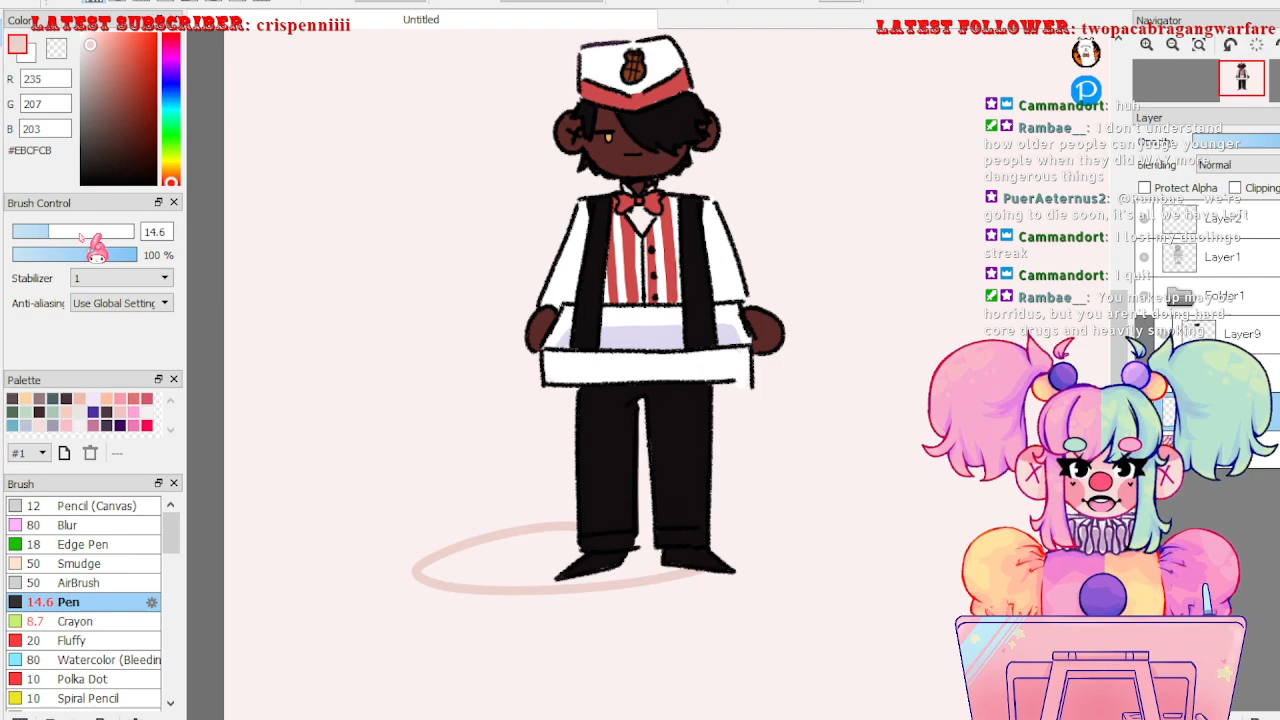 Untitled
LATEST SUBSCRIBER: crispenniiii
LATEST FOLLOWER: twopacabragangwarfare
Color
R 235
G 207
B 203
#EBCFCB
Brush Control
14.6
100 %
Stabilizer 1
Anti-aliasing Use Global Setting
Palette
#1
Brush
12 Pencil (Canvas)
80 Blur
18 Edge Pen
50 Smudge
50 AirBrush
14.6 Pen
8.7 Crayon
20 Fluffy
80 Watercolor (Bleedin
10 Polka Dot
10 Spiral Pencil
Navigator
Layer
Opacity
Blending Normal
Protect Alpha Clipping
Layer2
Layer1
Folder1
Layer9
Cammandort: huh
Rambae__: I don't understand
how older people can judge younger
people when they did WAY more
dangerous things
PuerAeternus2: @Rambae__ we're
going to die soon, it's all we have left
Cammandort: I lost my duolingo
streak
Cammandort: I quit
Rambae__: You makeup may be
horridus, but you aren't doing hard
core drugs and heavily smoking